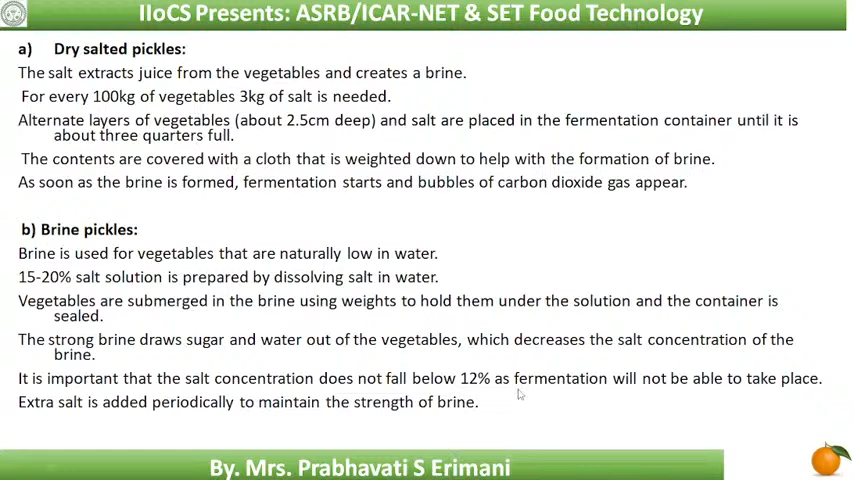 IIoCS Presents: ASRB/ICAR-NET & SET Food Technology
a) Dry salted pickles:
The salt extracts juice from the vegetables and creates a brine.
For every 100kg of vegetables 3kg of salt is needed.
Alternate layers of vegetables (about 2.5cm deep) and salt are placed in the fermentation container until it is
about three quarters full.
The contents are covered with a cloth that is weighted down to help with the formation of brine.
As soon as the brine is formed, fermentation starts and bubbles of carbon dioxide gas appear.
b) Brine pickles:
Brine is used for vegetables that are naturally low in water.
15-20% salt solution is prepared by dissolving salt in water.
Vegetables are submerged in the brine using weights to hold them under the solution and the container is
sealed.
The strong brine draws sugar and water out of the vegetables, which decreases the salt concentration of the
brine.
It is important that the salt concentration does not fall below 12% as fermentation will not be able to take place.
Extra salt is added periodically to maintain the strength of brine.
By. Mrs. Prabhavati S Erimani